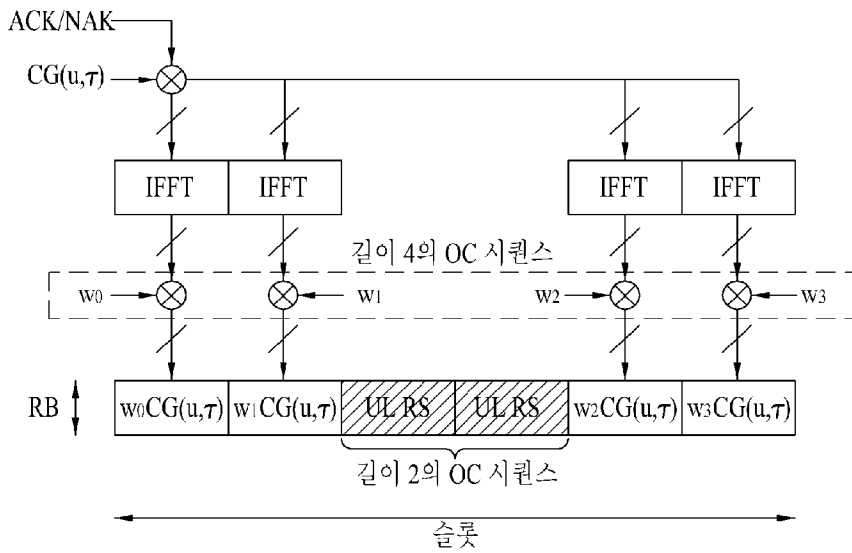 ACK/NAK
CG(u,τ)
IFFT IFFT IFFT IFFT
길이 4의 OC 시퀀스
w0 w1 w2 w3
RB w0CG(u,τ) w1CG(u,τ) UL RS UL RS w2CG(u,τ) w3CG(u,τ)
길이 2의 OC 시퀀스
슬롯